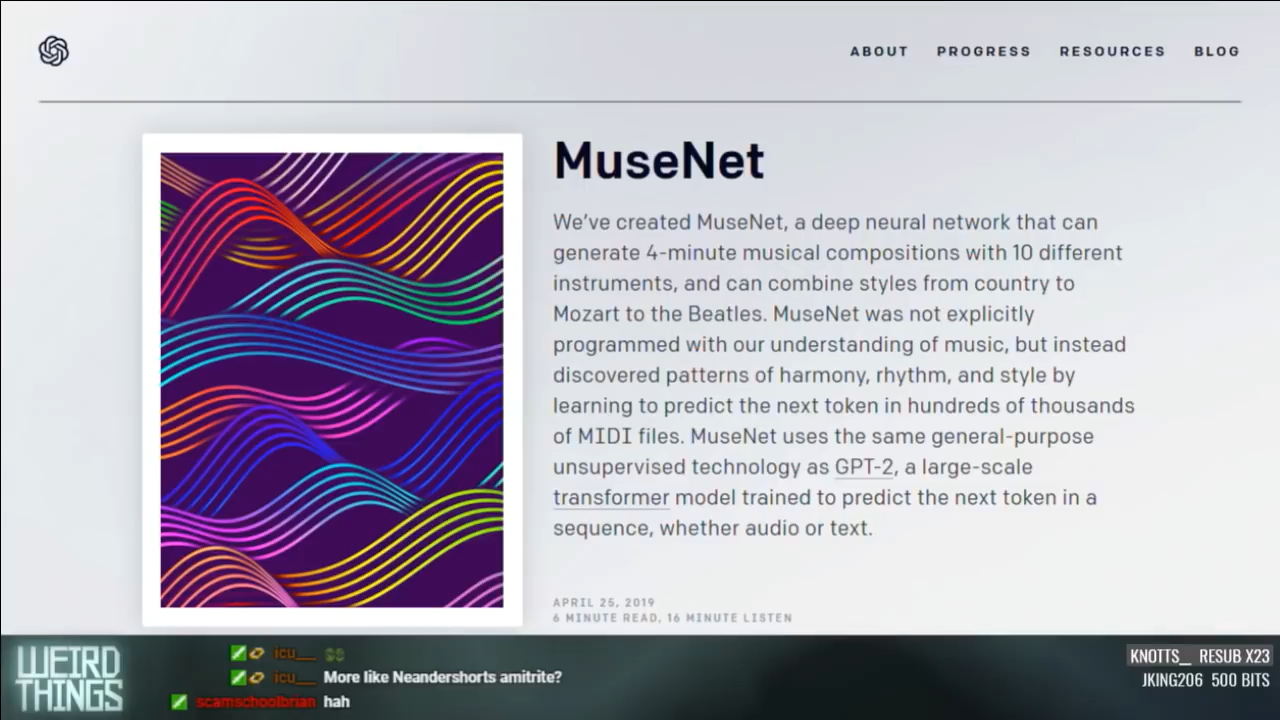 ABOUT PROGRESS RESOURCES BLOG
MuseNet
We've created MuseNet, a deep neural network that can
generate 4-minute musical compositions with 10 different
instruments, and can combine styles from country to
Mozart to the Beatles. MuseNet was not explicitly
programmed with our understanding of music, but instead
discovered patterns of harmony, rhythm, and style by
learning to predict the next token in hundreds of thousands
of MIDI files. MuseNet uses the same general-purpose
unsupervised technology as GPT-2, a large-scale
transformer model trained to predict the next token in a
sequence, whether audio or text.
APRIL 25, 2019
6 MINUTE READ, 16 MINUTE LISTEN
WEIRD
THINGS
icu__
icu__ More like Neandershorts amitrite?
scamschoolbrian hah
KNOTTS_ RESUB X23
JKING206 500 BITS